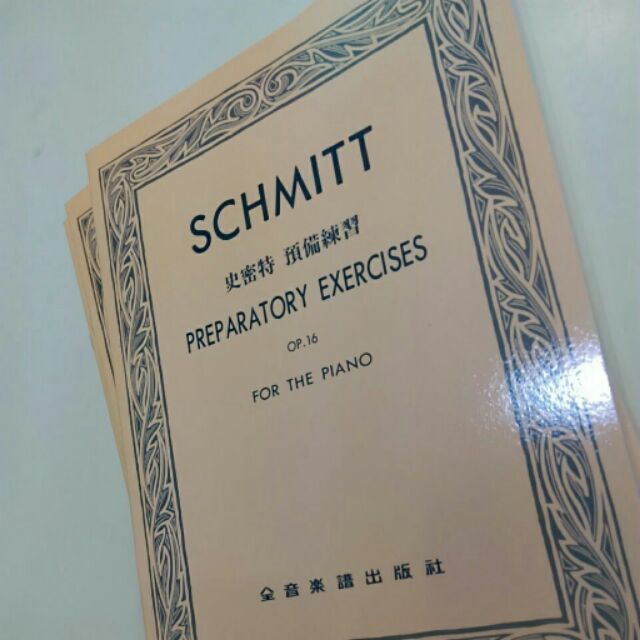 SCHMITT
史密特 預備練習
PREPARATORY EXERCISES
OP.16
FOR THE PIANO
全音樂譜出版社